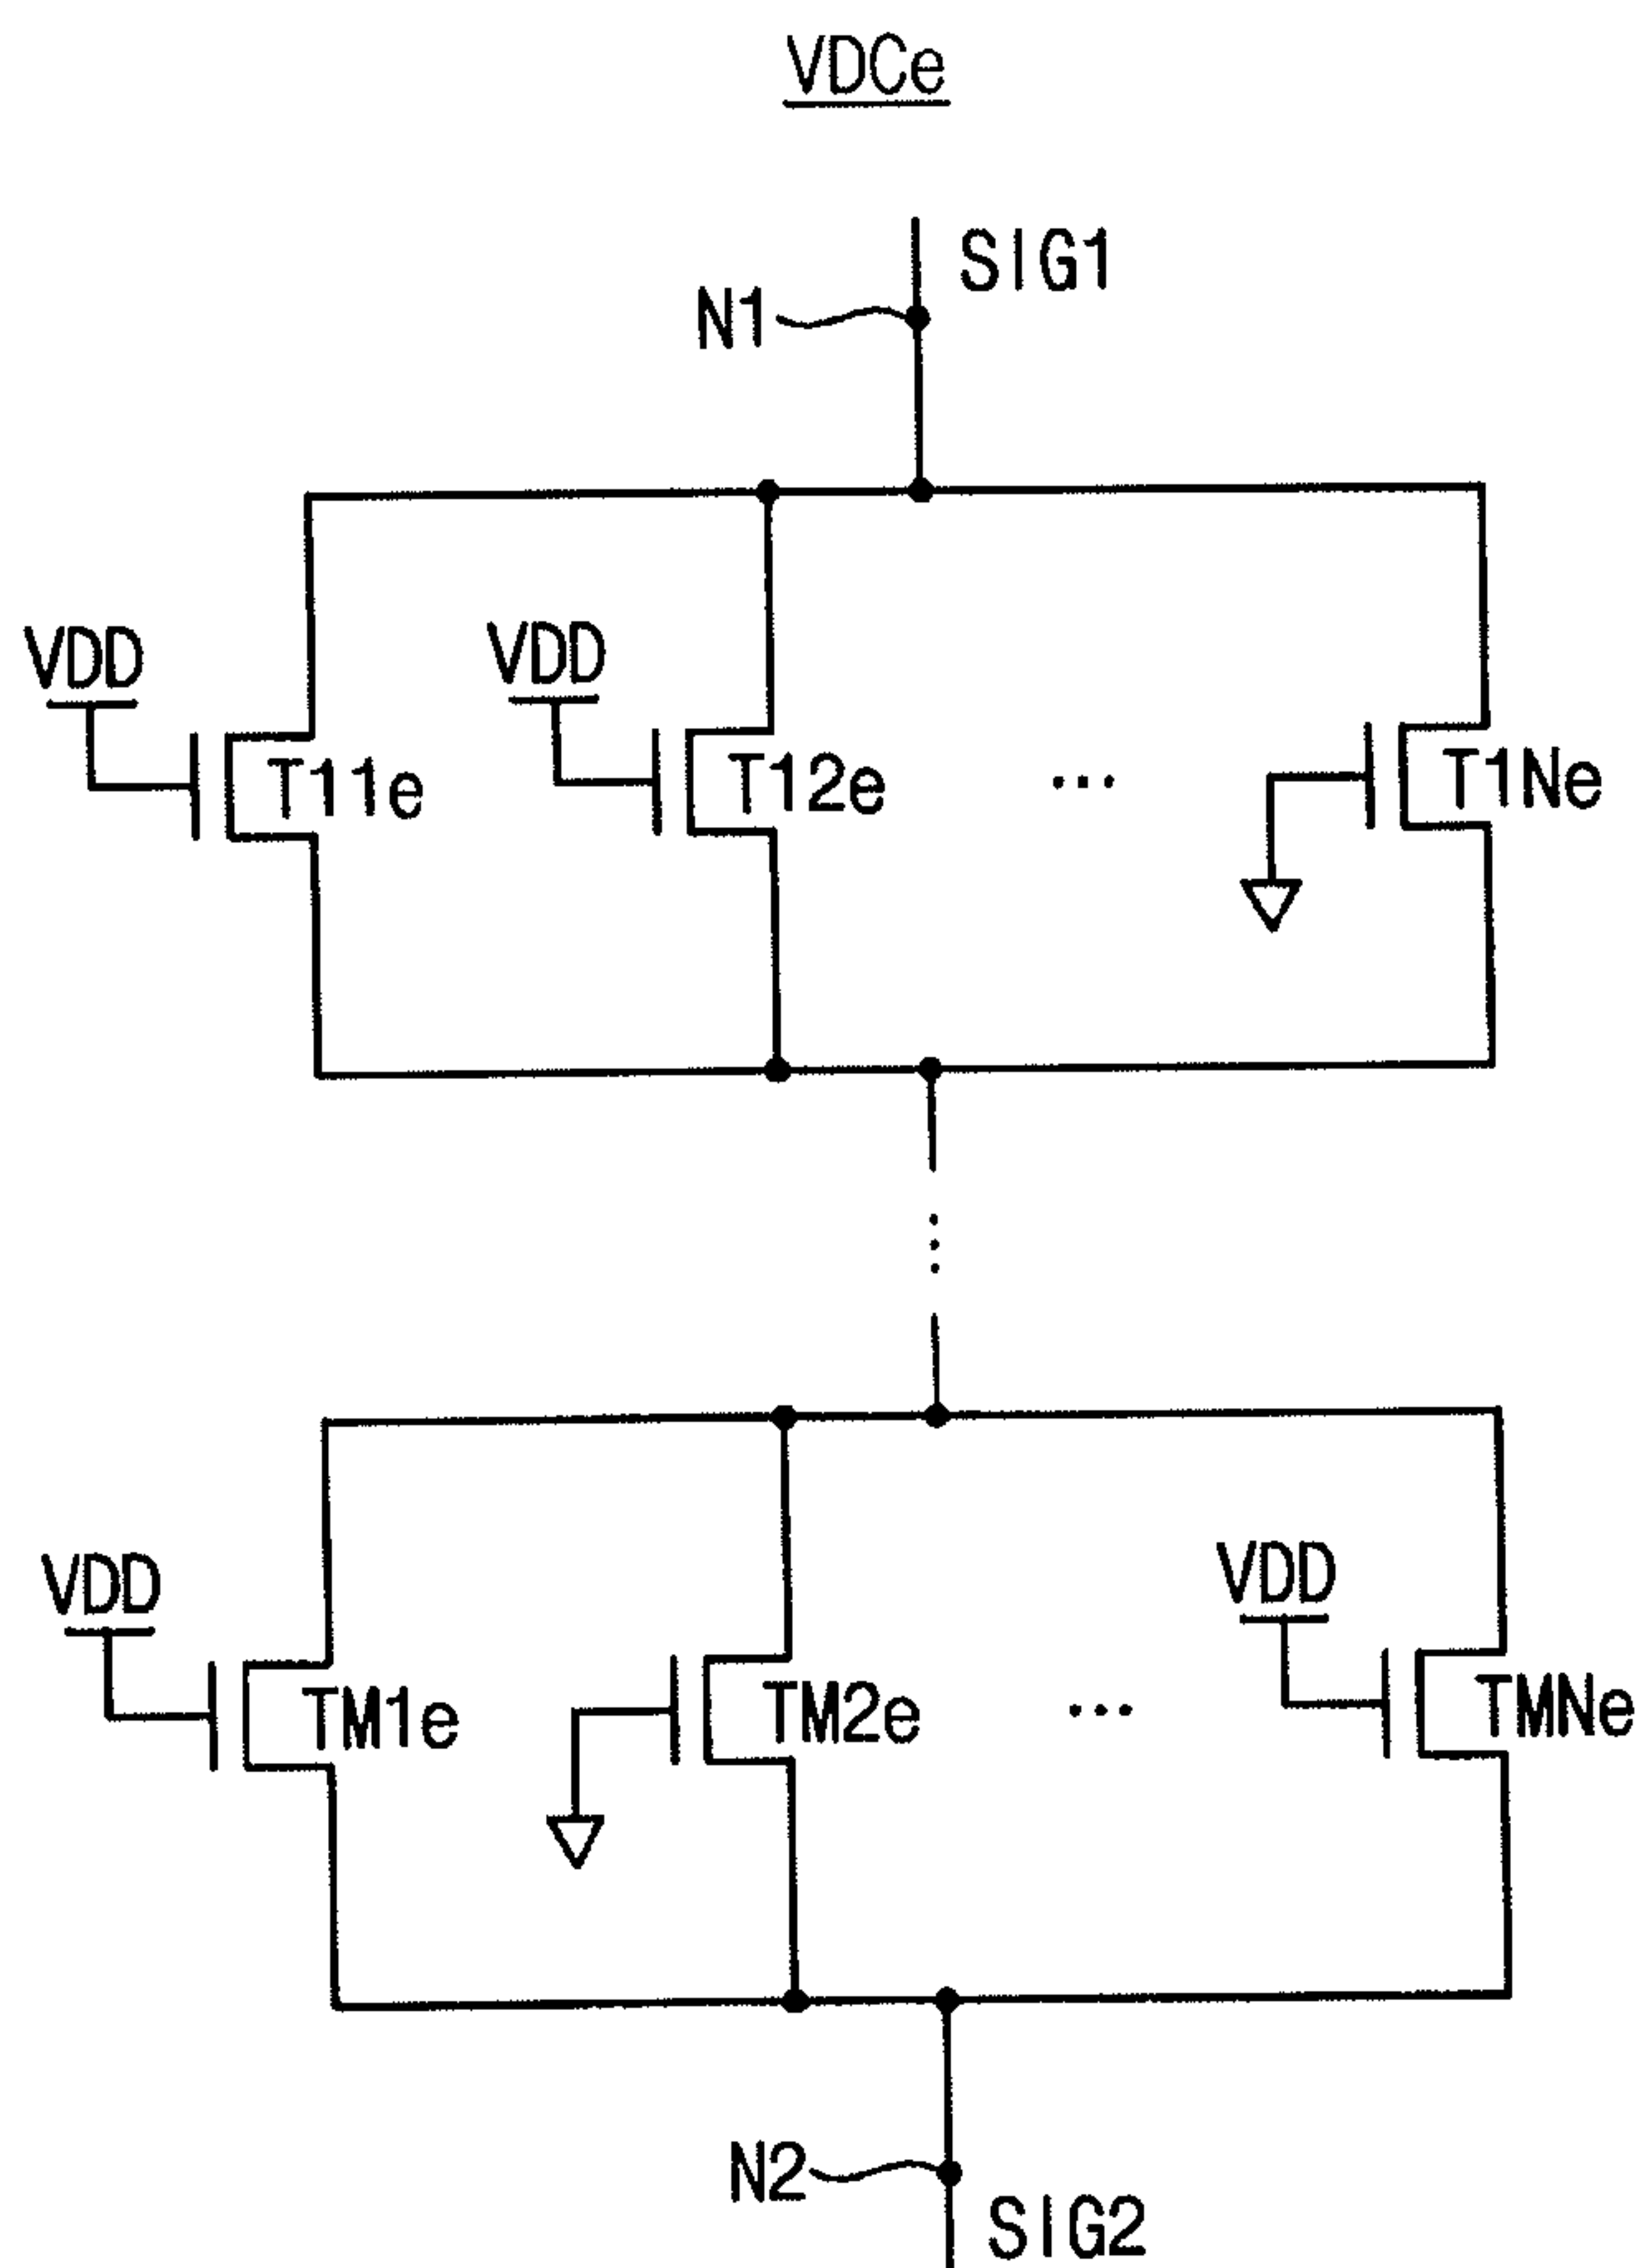 VDCe
SIG1
N1
VDD
VDD
T11e
T12e
...
T1Ne
VDD
VDD
TM1e
TM2e
...
TMNe
N2
SIG2